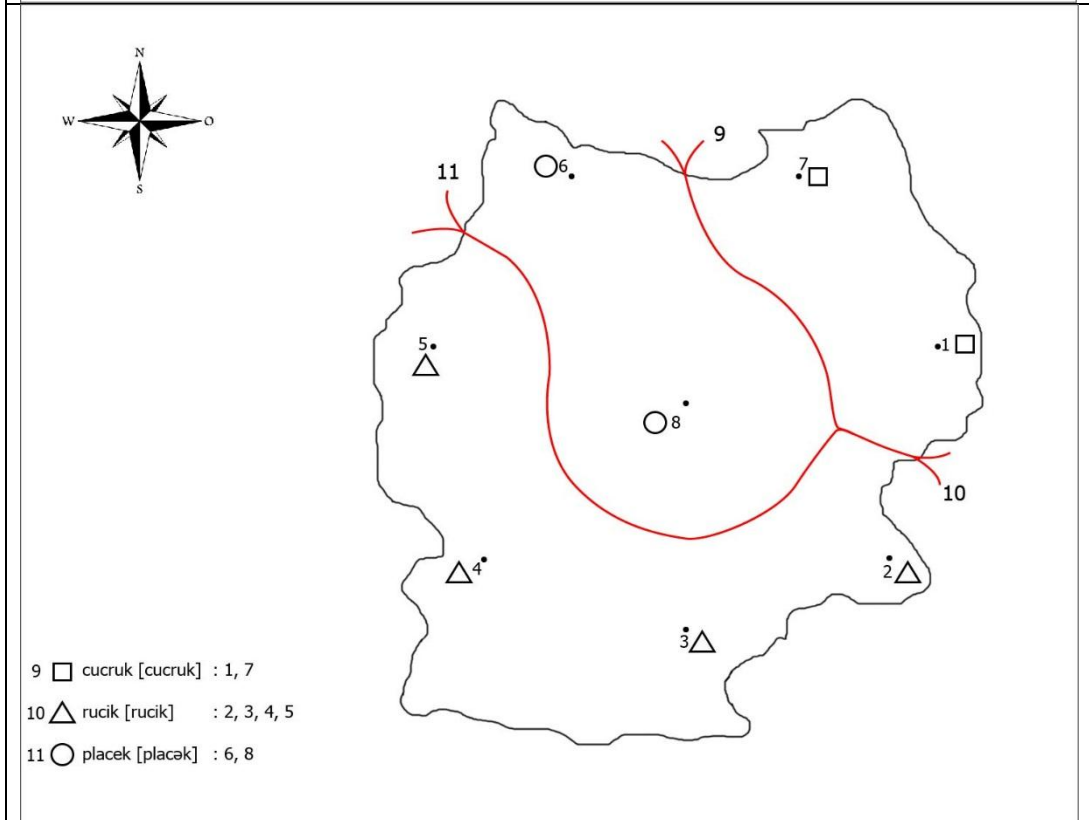 N
W O
S
9
7
6
11
5
1
8
10
4
2
3
9 cucruk [cucruk] : 1, 7
10 rucik [rucik] : 2, 3, 4, 5
11 placek [placək] : 6, 8